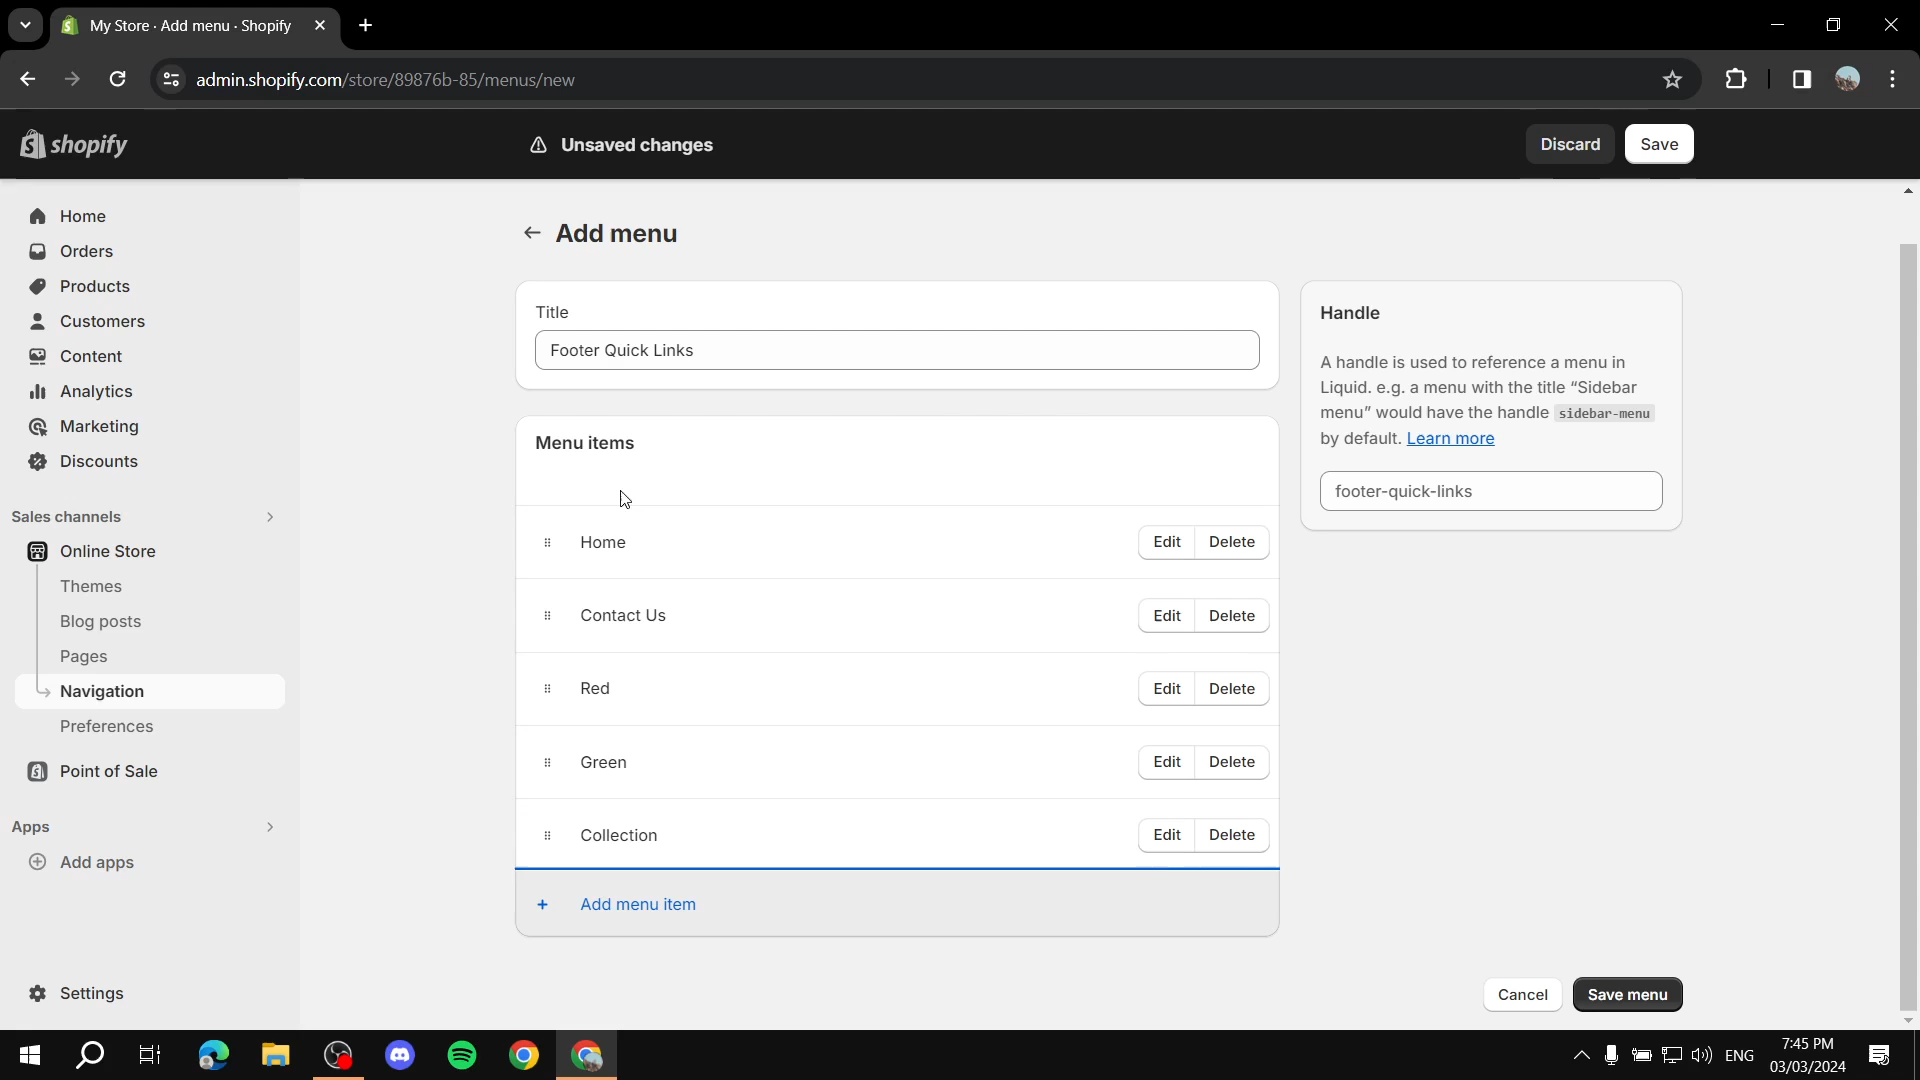 My Store · Add menu · Shopify
admin.shopify.com/store/89876b-85/menus/new
shopify
Unsaved changes
Discard
Save
Home
Orders
Products
Customers
Content
Analytics
Marketing
Discounts
Sales channels
Online Store
Themes
Blog posts
Pages
Navigation
Preferences
Point of Sale
Apps
Add apps
Settings
Add menu
Title
Footer Quick Links
Menu items
Home
Edit
Delete
Contact Us
Edit
Delete
Red
Edit
Delete
Green
Edit
Delete
Collection
Edit
Delete
+ Add menu item
Handle
A handle is used to reference a menu in
Liquid. e.g. a menu with the title “Sidebar
menu” would have the handle sidebar-menu
by default. Learn more
footer-quick-links
Cancel
Save menu
ENG
7:45 PM
03/03/2024